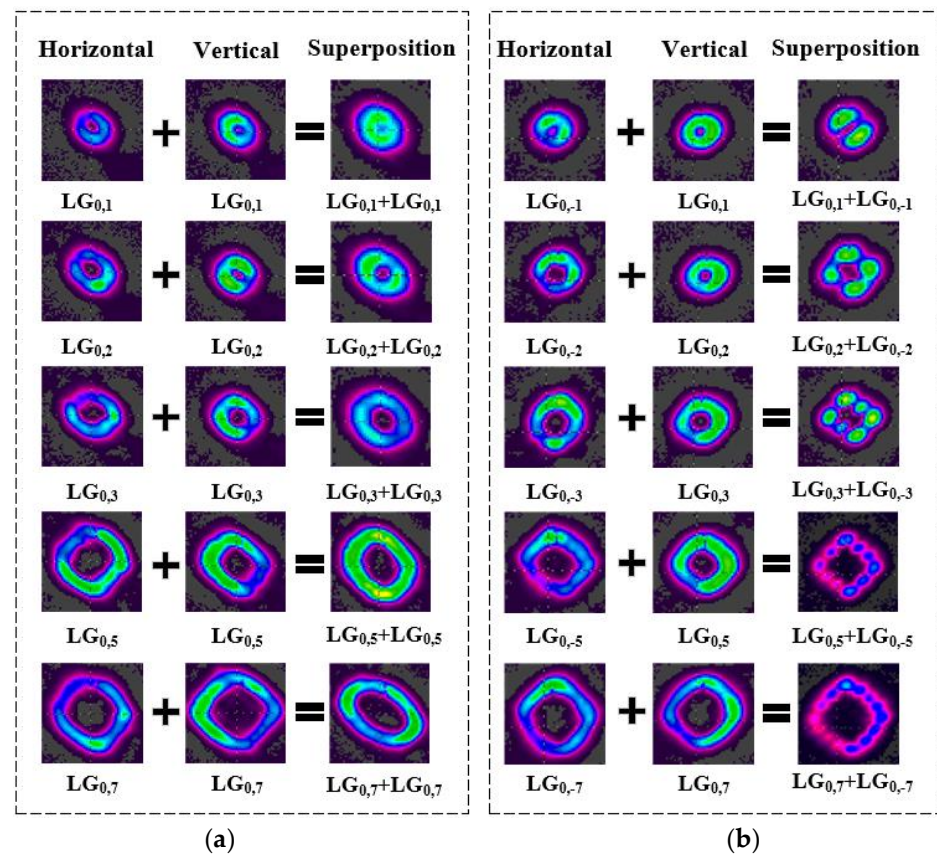 Horizontal Vertical Superposition
+ =
LG0,1 LG0,1 LG0,1+LG0,1
+ =
LG0,2 LG0,2 LG0,2+LG0,2
+ =
LG0,3 LG0,3 LG0,3+LG0,3
+ =
LG0,5 LG0,5 LG0,5+LG0,5
+ =
LG0,7 LG0,7 LG0,7+LG0,7
(a)
Horizontal Vertical Superposition
+ =
LG0,-1 LG0,1 LG0,1+LG0,-1
+ =
LG0,-2 LG0,2 LG0,2+LG0,-2
+ =
LG0,-3 LG0,3 LG0,3+LG0,-3
+ =
LG0,-5 LG0,5 LG0,5+LG0,-5
+ =
LG0,-7 LG0,7 LG0,7+LG0,-7
(b)